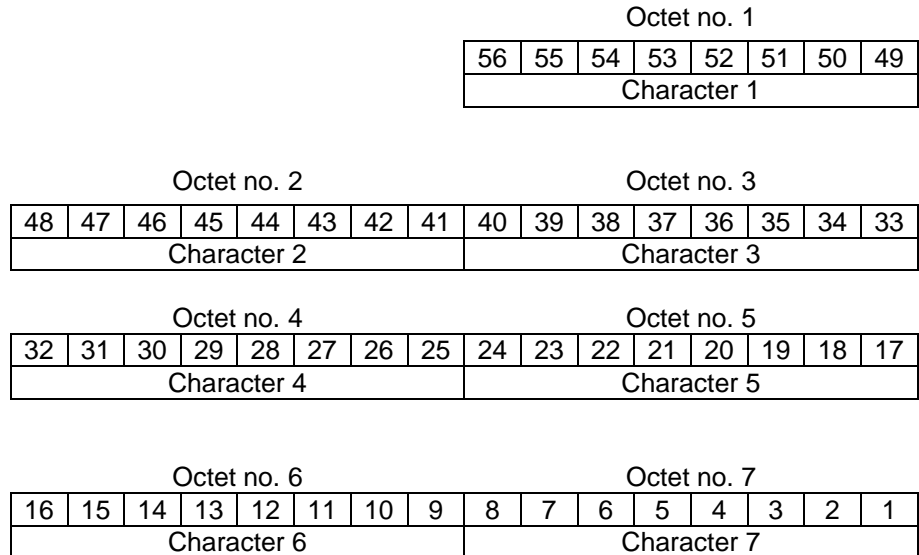 Octet no. 1
56 55 54 53 52 51 50 49
Character 1
Octet no. 2 Octet no. 3
48 47 46 45 44 43 42 41 40 39 38 37 36 35 34 33
Character 2 Character 3
Octet no. 4 Octet no. 5
32 31 30 29 28 27 26 25 24 23 22 21 20 19 18 17
Character 4 Character 5
Octet no. 6 Octet no. 7
16 15 14 13 12 11 10 9 8 7 6 5 4 3 2 1
Character 6 Character 7